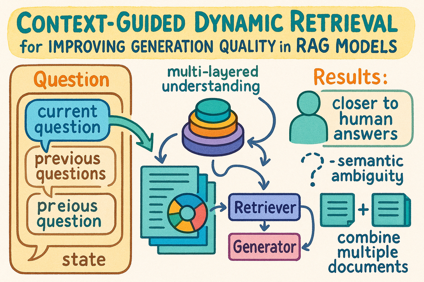 CONTEXT-GUIDED DYNAMIC RETRIEVAL
for IMPROVING GENERATION QUALITY in RAG MODELS
Question
current
question
previous
questions
preious
question
state
multi-layered
understanding
Retriever
Generator
Results:
closer to
human
answers
?
-semantic
ambiguity
+
combine
multiple
documents